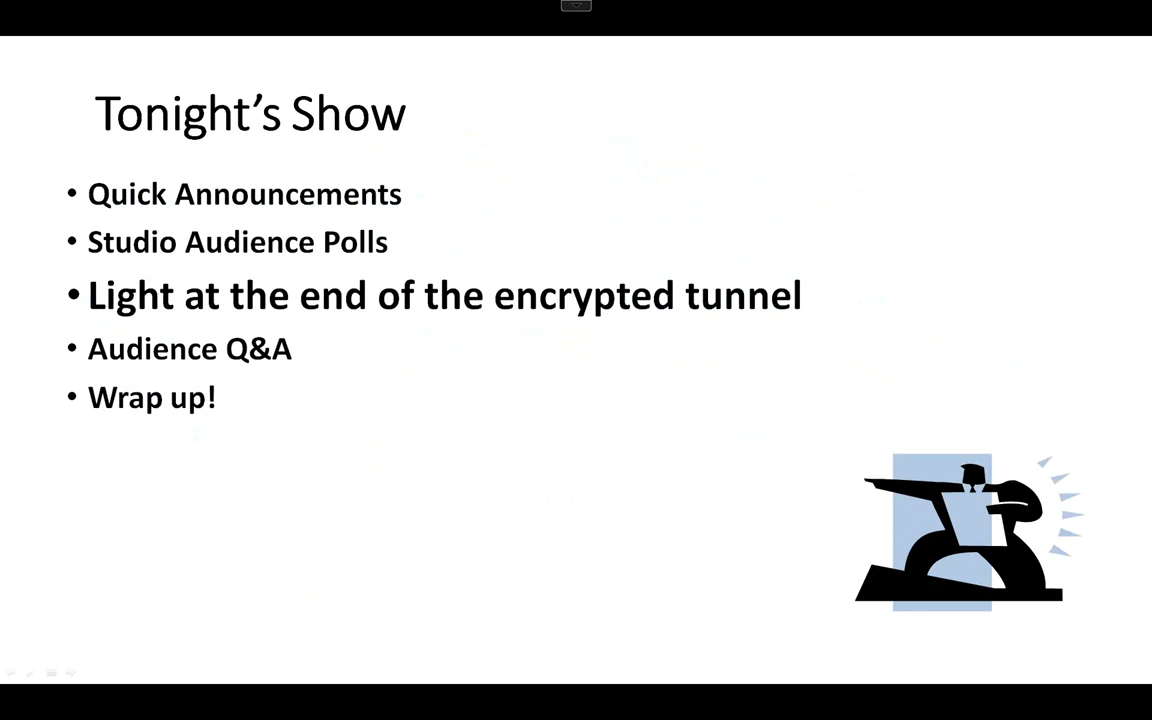 Tonight’s Show
• Quick Announcements
• Studio Audience Polls
• Light at the end of the encrypted tunnel
• Audience Q&A
• Wrap up!